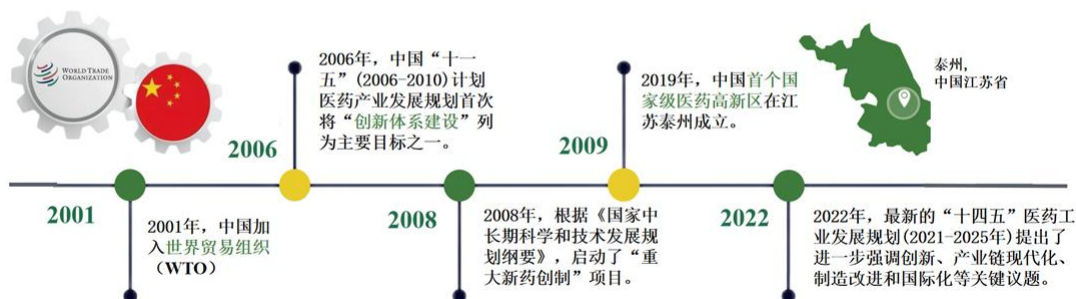 WORLD TRADE
ORGANIZATION
2001
2001年，中国加
入世界贸易组织
（WTO）
2006
2006年，中国“十一
五”(2006-2010)计划
医药产业发展规划首次
将“创新体系建设”列
为主要目标之一。
2008
2008年，根据《国家中
长期科学和技术发展规
划纲要》，启动了“重
大新药创制”项目。
2009
2019年，中国首个国
家级医药高新区在江
苏泰州成立。
泰州，
中国江苏省
2022
2022年，最新的“十四五”医药工
业发展规划(2021-2025年)提出了
进一步强调创新、产业链现代化、
制造改进和国际化等关键议题。